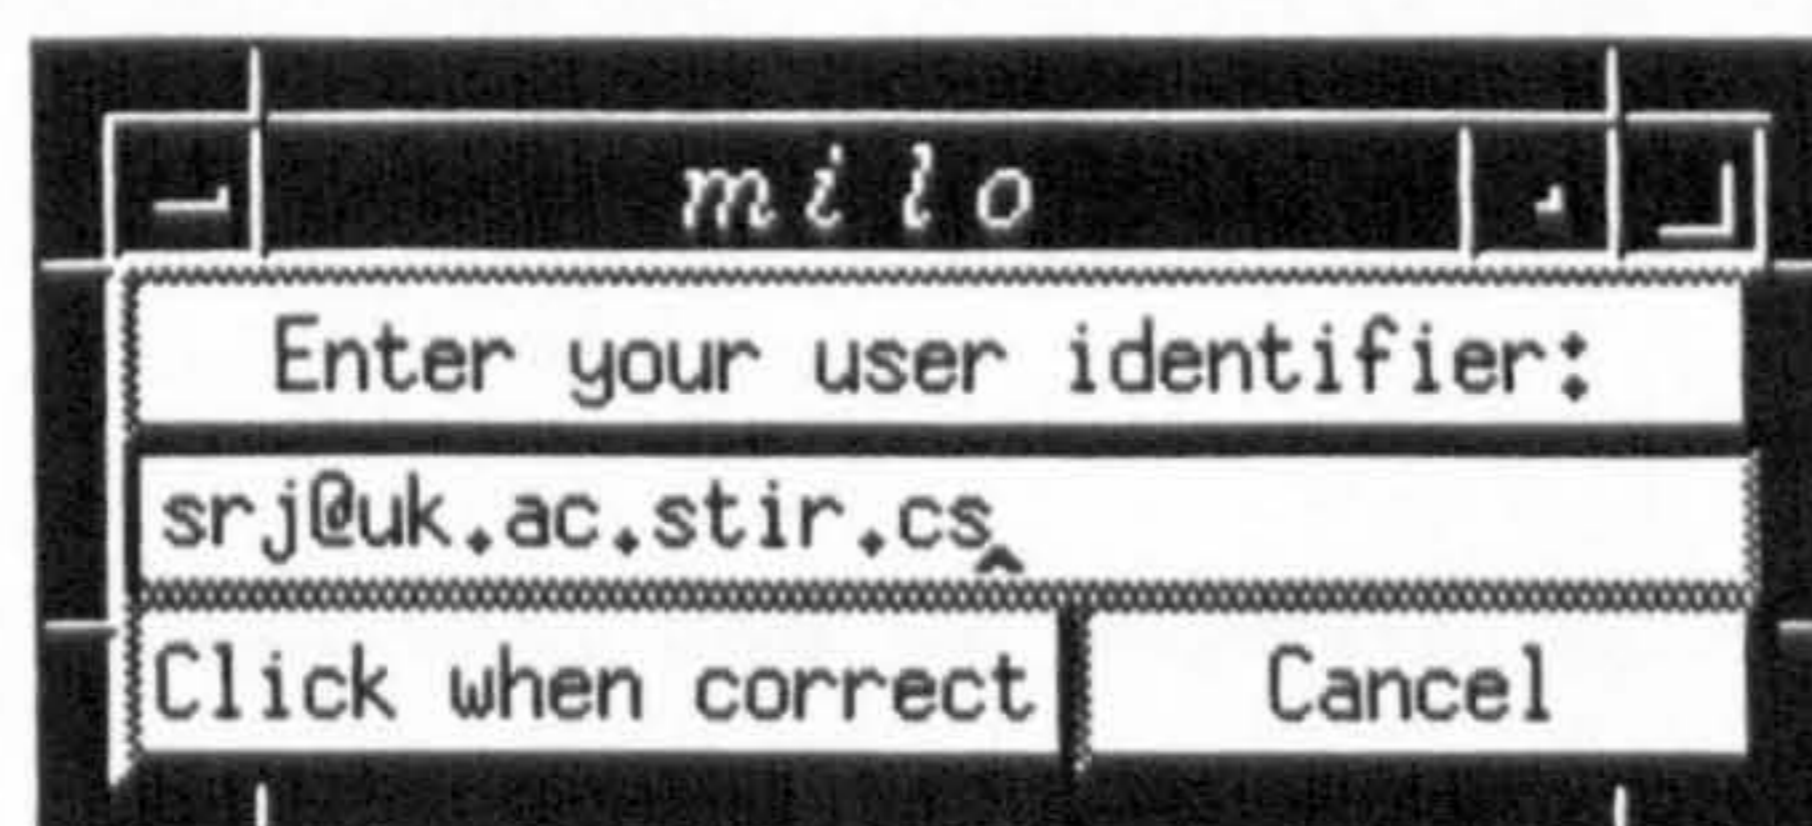 milo
Enter your user identifier:
srj@uk.ac.stir.cs
Click when correct
Cancel